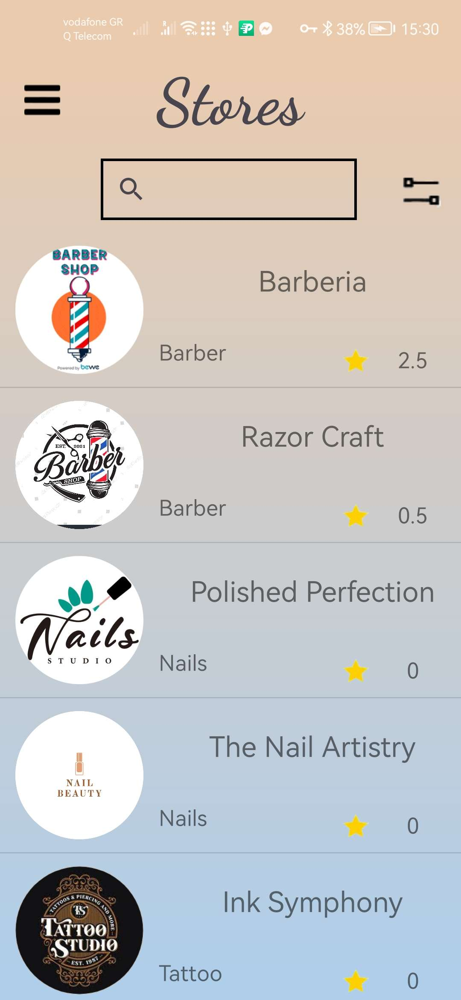 vodafone GR
Q Telecom
R
38%
15:30
Stores
BARBER
SHOP
Powered by bewe
Barberia
Barber
2.5
EST. 2021
Barber
SHOP
Razor Craft
Barber
0.5
Nails
STUDIO
Polished Perfection
Nails
0
NAIL
BEAUTY
The Nail Artistry
Nails
0
TATTOOS & PIERCING AND MORE
TS
TATTOO
STUDIO
EST. 1987
Ink Symphony
Tattoo
0